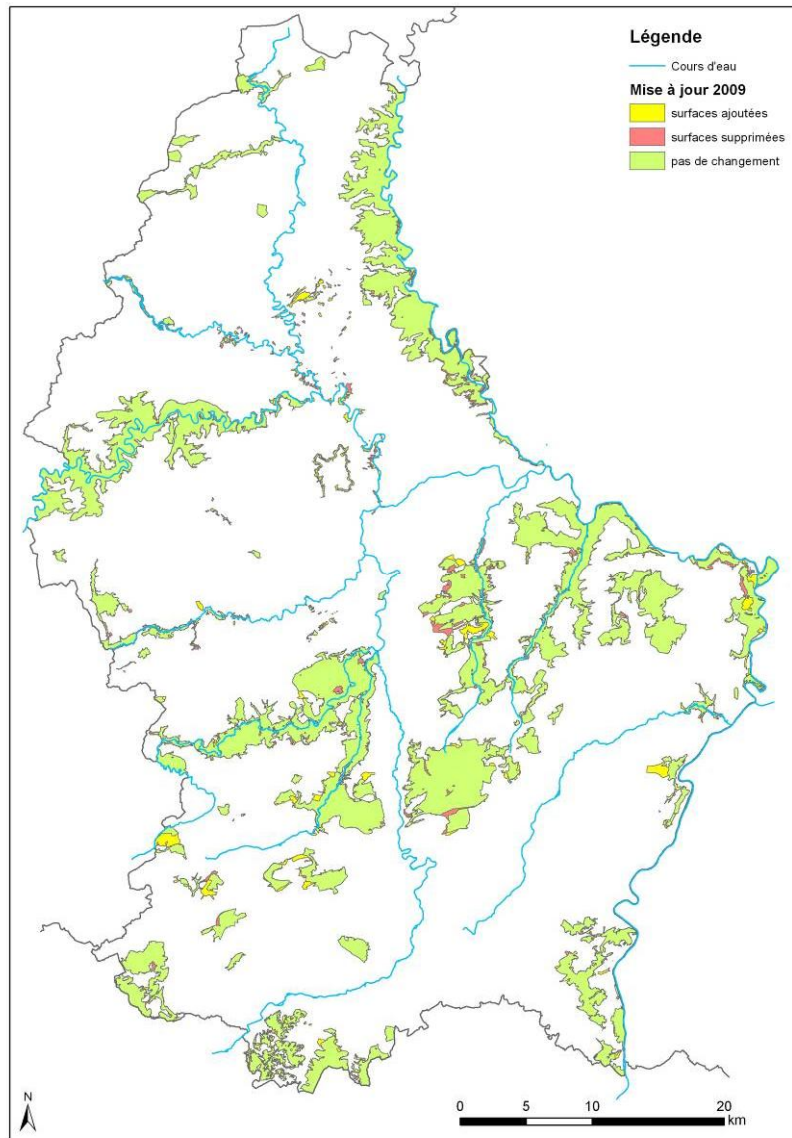 Légende
Cours d'eau
Mise à jour 2009
surfaces ajoutées
surfaces supprimées
pas de changement
N
0 5 10 20
km